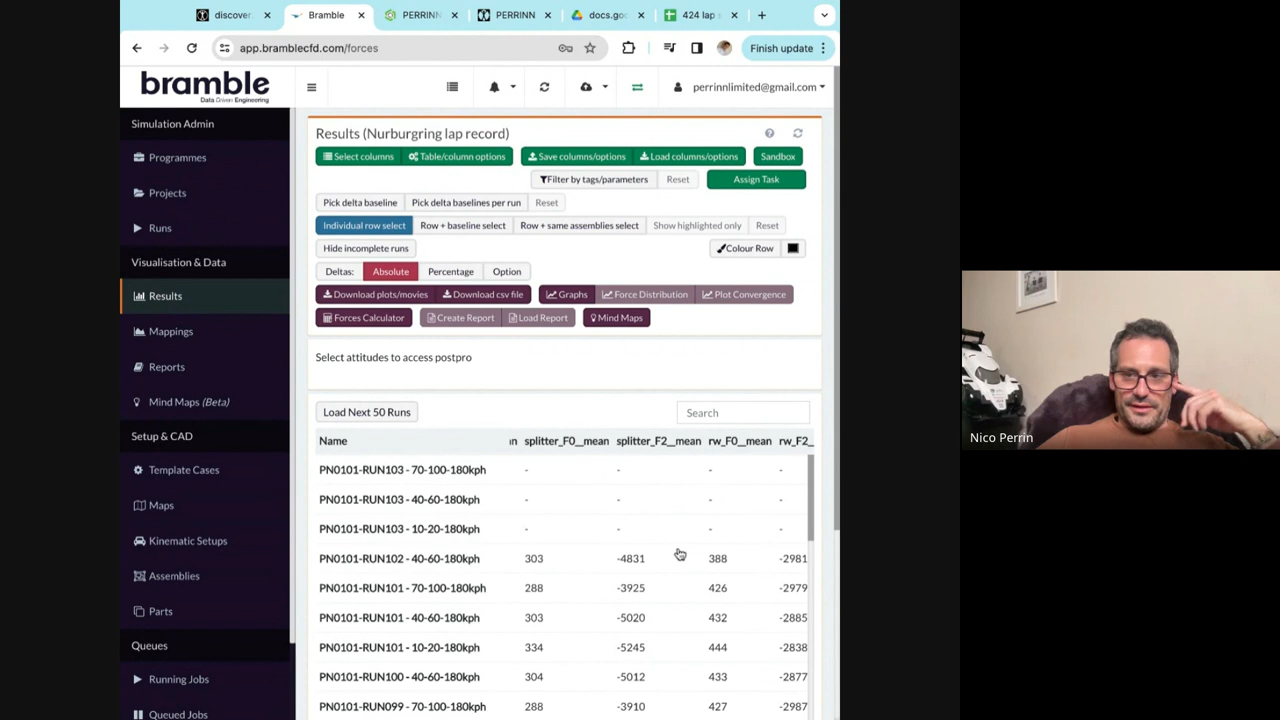 discover
Bramble
PERRINN
PERRINN
docs.goo
424 lap s
app.bramblecfd.com/forces
Finish update
bramble
Data Driven Engineering
perrinnlimited@gmail.com
Simulation Admin
Programmes
Projects
Runs
Visualisation & Data
Results
Mappings
Reports
Mind Maps (Beta)
Setup & CAD
Template Cases
Maps
Kinematic Setups
Assemblies
Parts
Queues
Running Jobs
Queued Jobs
Results (Nurburgring lap record)
Select columns Table/column options Save columns/options Load columns/options Sandbox
Filter by tags/parameters Reset Assign Task
Pick delta baseline Pick delta baselines per run Reset
Individual row select Row + baseline select Row + same assemblies select Show highlighted only Reset
Hide incomplete runs Colour Row
Deltas: Absolute Percentage Option
Download plots/movies Download csv file Graphs Force Distribution Plot Convergence
Forces Calculator Create Report Load Report Mind Maps
Select attitudes to access postpro
Load Next 50 Runs Search
Name n splitter_F0__mean splitter_F2__mean rw_F0__mean rw_F2_
PN0101-RUN103 - 70-100-180kph - - - -
PN0101-RUN103 - 40-60-180kph - - - -
PN0101-RUN103 - 10-20-180kph - - - -
PN0101-RUN102 - 40-60-180kph 303 -4831 388 -2981
PN0101-RUN101 - 70-100-180kph 288 -3925 426 -2979
PN0101-RUN101 - 40-60-180kph 303 -5020 432 -2885
PN0101-RUN101 - 10-20-180kph 334 -5245 444 -2838
PN0101-RUN100 - 40-60-180kph 304 -5012 433 -2877
PN0101-RUN099 - 70-100-180kph 288 -3910 427 -2987
Nico Perrin